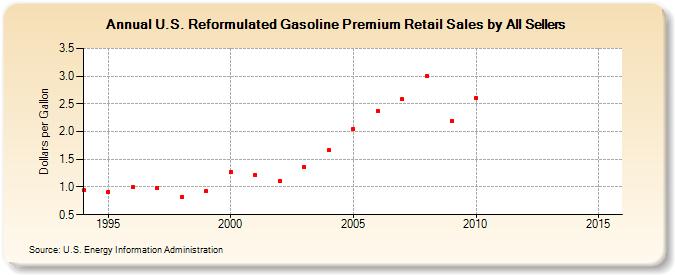 Annual U.S. Reformulated Gasoline Premium Retail Sales by All Sellers
Dollars per Gallon
3.5
3.0
2.5
2.0
1.5
1.0
0.5
1995 2000 2005 2010 2015
Source: U.S. Energy Information Administration